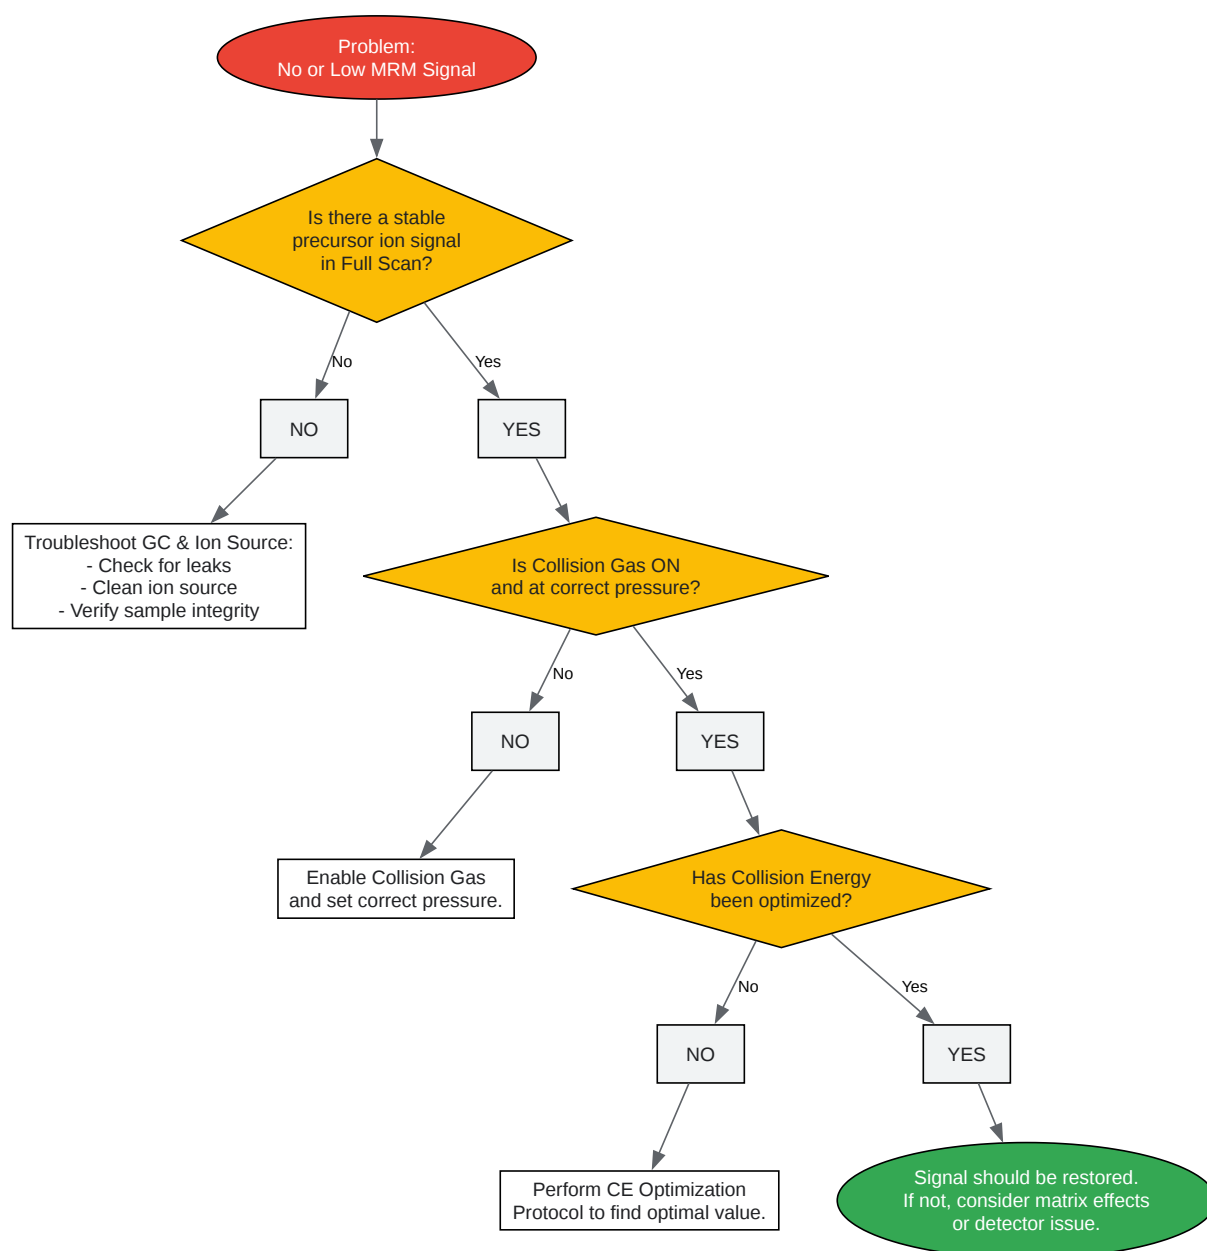 Problem:
No or Low MRM Signal
Is there a stable
precursor ion signal
in Full Scan?
No
Yes
NO
YES
Troubleshoot GC & Ion Source:
- Check for leaks
- Clean ion source
- Verify sample integrity
Is Collision Gas ON
and at correct pressure?
No
Yes
NO
YES
Enable Collision Gas
and set correct pressure.
Has Collision Energy
been optimized?
No
Yes
NO
YES
Perform CE Optimization
Protocol to find optimal value.
Signal should be restored.
If not, consider matrix effects
or detector issue.